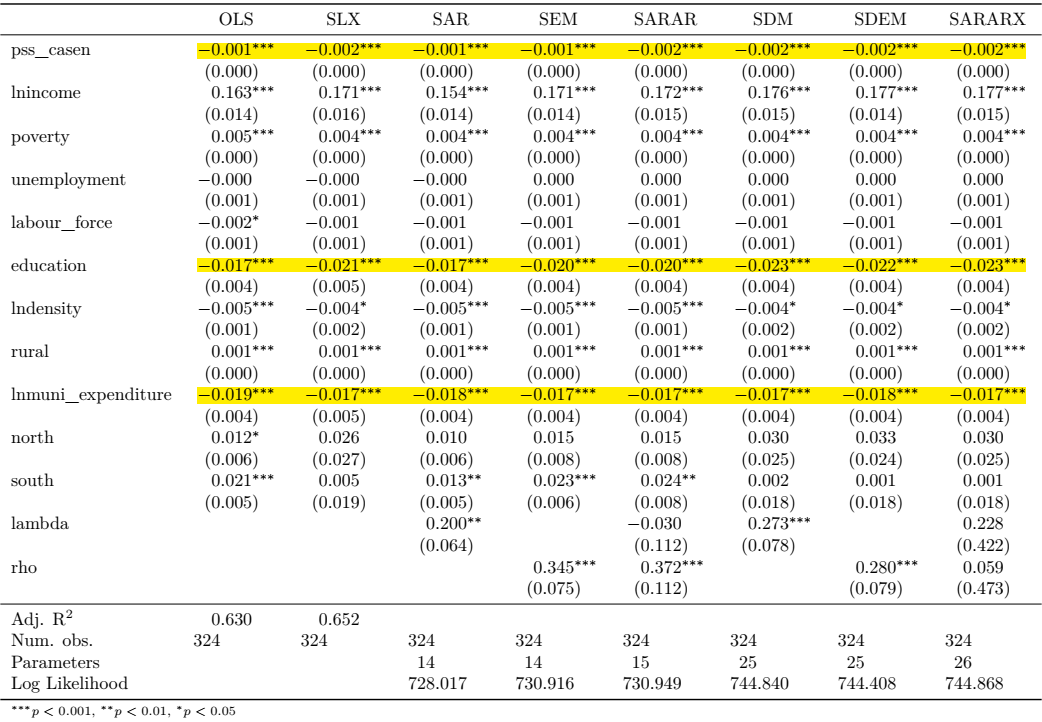 OLS SLX SAR SEM SARAR SDM SDEM SARARX
pss_casen −0.001*** −0.002*** −0.001*** −0.001*** −0.002*** −0.002*** −0.002*** −0.002***
(0.000) (0.000) (0.000) (0.000) (0.000) (0.000) (0.000) (0.000)
lnincome 0.163*** 0.171*** 0.154*** 0.171*** 0.172*** 0.176*** 0.177*** 0.177***
(0.014) (0.016) (0.014) (0.014) (0.015) (0.015) (0.014) (0.015)
poverty 0.005*** 0.004*** 0.004*** 0.004*** 0.004*** 0.004*** 0.004*** 0.004***
(0.000) (0.000) (0.000) (0.000) (0.000) (0.000) (0.000) (0.000)
unemployment −0.000 −0.000 −0.000 0.000 0.000 0.000 0.000 0.000
(0.001) (0.001) (0.001) (0.001) (0.001) (0.001) (0.001) (0.001)
labour_force −0.002* −0.001 −0.001 −0.001 −0.001 −0.001 −0.001 −0.001
(0.001) (0.001) (0.001) (0.001) (0.001) (0.001) (0.001) (0.001)
education −0.017*** −0.021*** −0.017*** −0.020*** −0.020*** −0.023*** −0.022*** −0.023***
(0.004) (0.005) (0.004) (0.004) (0.004) (0.004) (0.004) (0.004)
lndensity −0.005*** −0.004* −0.005*** −0.005*** −0.005*** −0.004* −0.004* −0.004*
(0.001) (0.002) (0.001) (0.001) (0.001) (0.002) (0.002) (0.002)
rural 0.001*** 0.001*** 0.001*** 0.001*** 0.001*** 0.001*** 0.001*** 0.001***
(0.000) (0.000) (0.000) (0.000) (0.000) (0.000) (0.000) (0.000)
lnmuni_expenditure −0.019*** −0.017*** −0.018*** −0.017*** −0.017*** −0.017*** −0.018*** −0.017***
(0.004) (0.005) (0.004) (0.004) (0.004) (0.004) (0.004) (0.004)
north 0.012* 0.026 0.010 0.015 0.015 0.030 0.033 0.030
(0.006) (0.027) (0.006) (0.008) (0.008) (0.025) (0.024) (0.025)
south 0.021*** 0.005 0.013** 0.023*** 0.024** 0.002 0.001 0.001
(0.005) (0.019) (0.005) (0.006) (0.008) (0.018) (0.018) (0.018)
lambda 0.200** −0.030 0.273*** 0.228
(0.064) (0.112) (0.078) (0.422)
rho 0.345*** 0.372*** 0.280*** 0.059
(0.075) (0.112) (0.079) (0.473)
Adj. R² 0.630 0.652
Num. obs. 324 324 324 324 324 324 324 324
Parameters 14 14 15 25 25 26
Log Likelihood 728.017 730.916 730.949 744.840 744.408 744.868
***p < 0.001, **p < 0.01, *p < 0.05